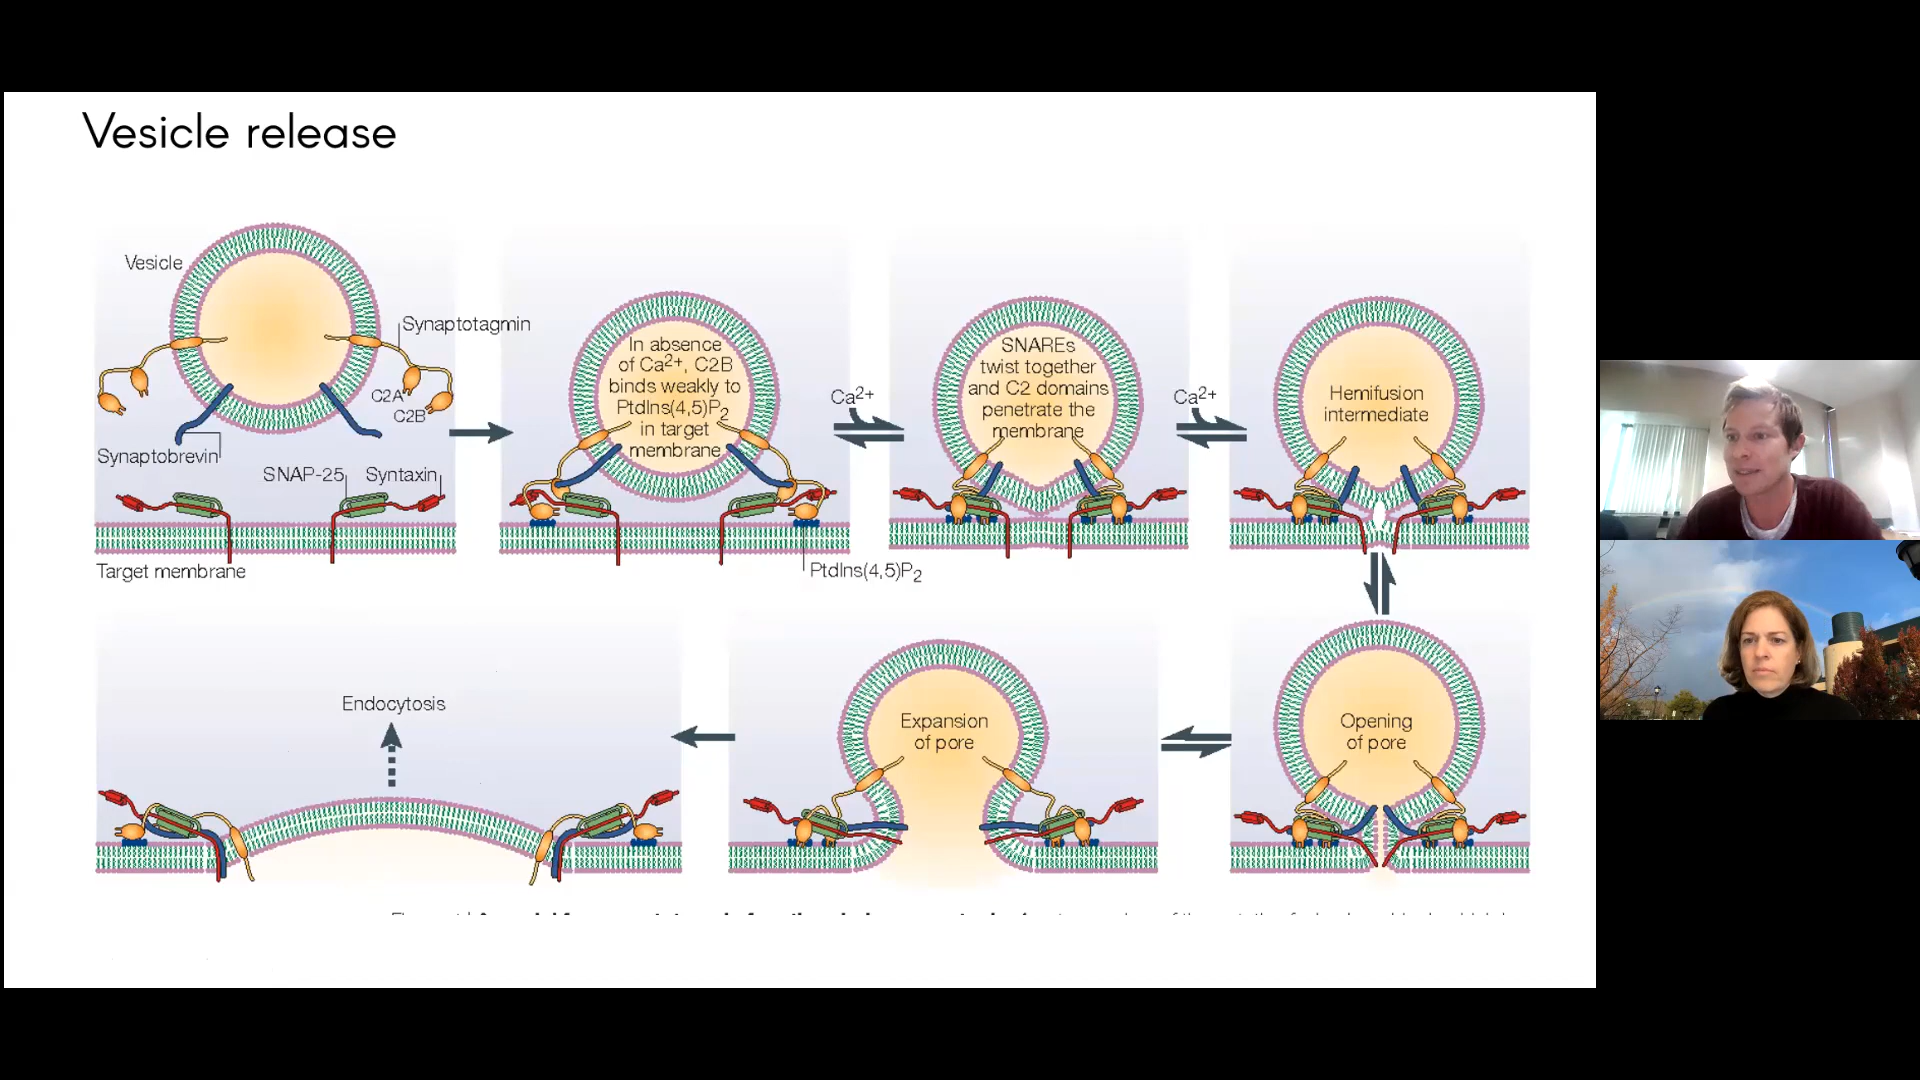 Vesicle release
Vesicle
Synaptotagmin
C2A
C2B
Synaptobrevin
SNAP-25
Syntaxin
Target membrane
In absence
of Ca2+, C2B
binds weakly to
PtdIns(4,5)P2
in target
membrane
PtdIns(4,5)P2
Ca2+
SNAREs
twist together
and C2 domains
penetrate the
membrane
Ca2+
Hemifusion
intermediate
Opening
of pore
Expansion
of pore
Endocytosis